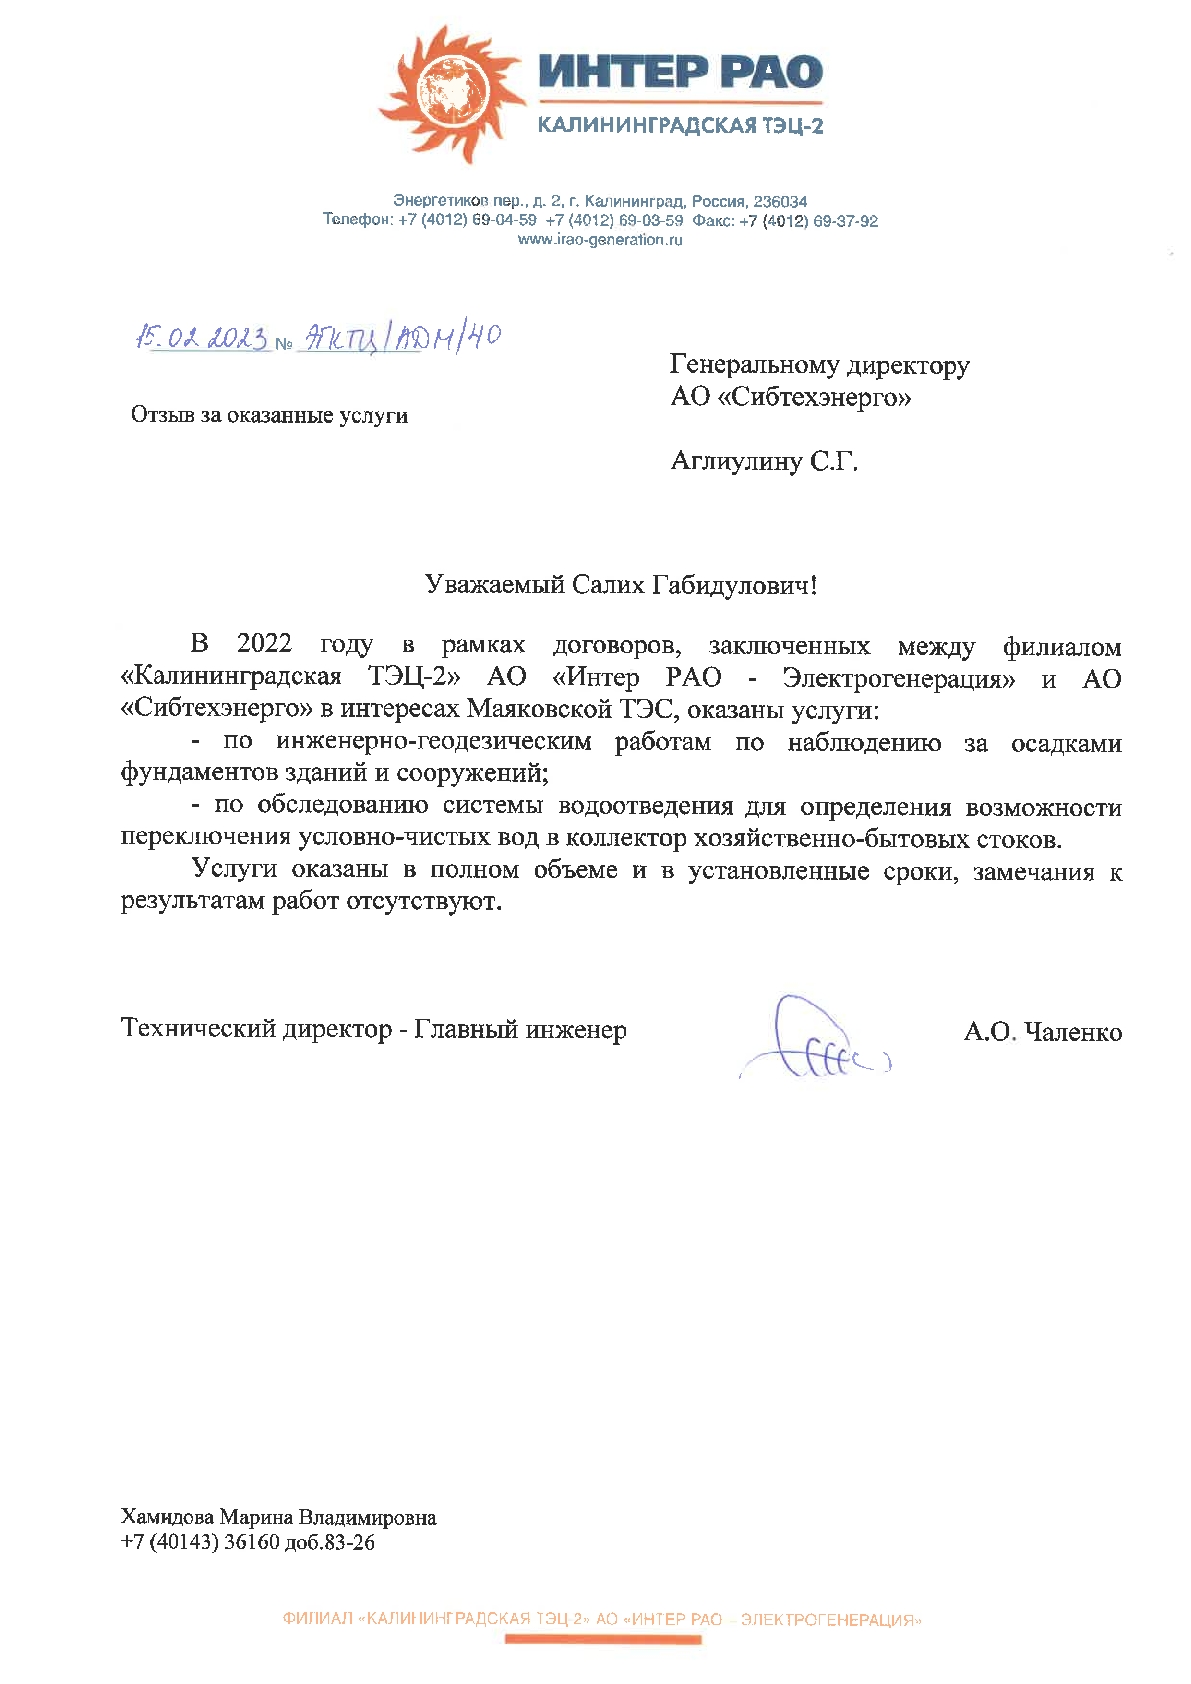 ИНТЕР РАО
КАЛИНИНГРАДСКАЯ ТЭЦ-2
Энергетиков пер., д. 2, г. Калининград, Россия, 236034
Телефон: +7 (4012) 69-04-59 +7 (4012) 69-03-59 Факс: +7 (4012) 69-37-92
www.irao-generation.ru
15.02 2023 № /АДМ/40
Генеральному директору
АО «Сибтехэнерго»
Отзыв за оказанные услуги
Аглиулину С.Г.
Уважаемый Салих Габидулович!
В 2022 году в рамках договоров, заключенных между филиалом
«Калининградская ТЭЦ-2» АО «Интер РАО - Электрогенерация» и АО
«Сибтехэнерго» в интересах Маяковской ТЭС, оказаны услуги:
- по инженерно-геодезическим работам по наблюдению за осадками
фундаментов зданий и сооружений;
- по обследованию системы водоотведения для определения возможности
переключения условно-чистых вод в коллектор хозяйственно-бытовых стоков.
Услуги оказаны в полном объеме и в установленные сроки, замечания к
результатам работ отсутствуют.
Технический директор - Главный инженер А.О. Чаленко
Хамидова Марина Владимировна
+7 (40143) 36160 доб.83-26
ФИЛИАЛ «КАЛИНИНГРАДСКАЯ ТЭЦ-2» АО «ИНТЕР РАО – ЭЛЕКТРОГЕНЕРАЦИЯ»